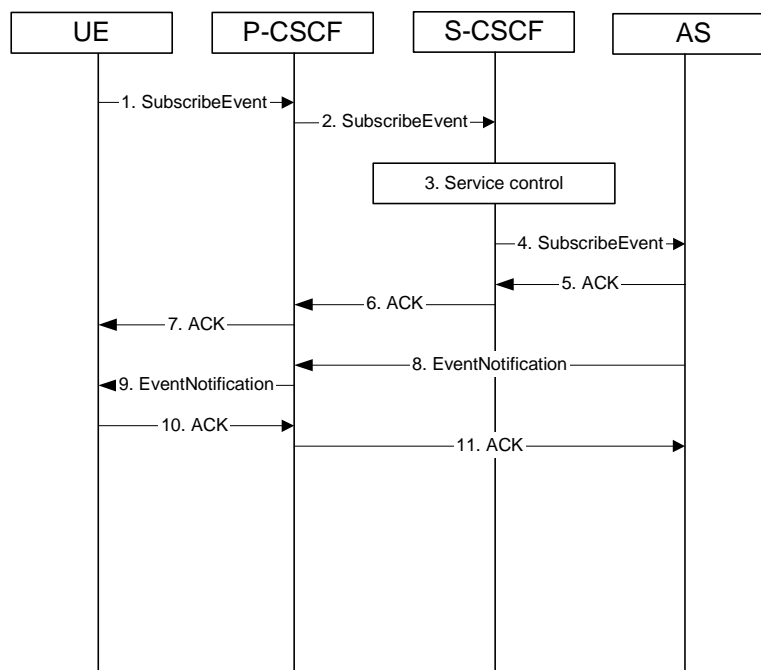 UE
P-CSCF
S-CSCF
AS
1. SubscribeEvent
2. SubscribeEvent
3. Service control
4. SubscribeEvent
5. ACK
6. ACK
7. ACK
8. EventNotification
9. EventNotification
10. ACK
11. ACK